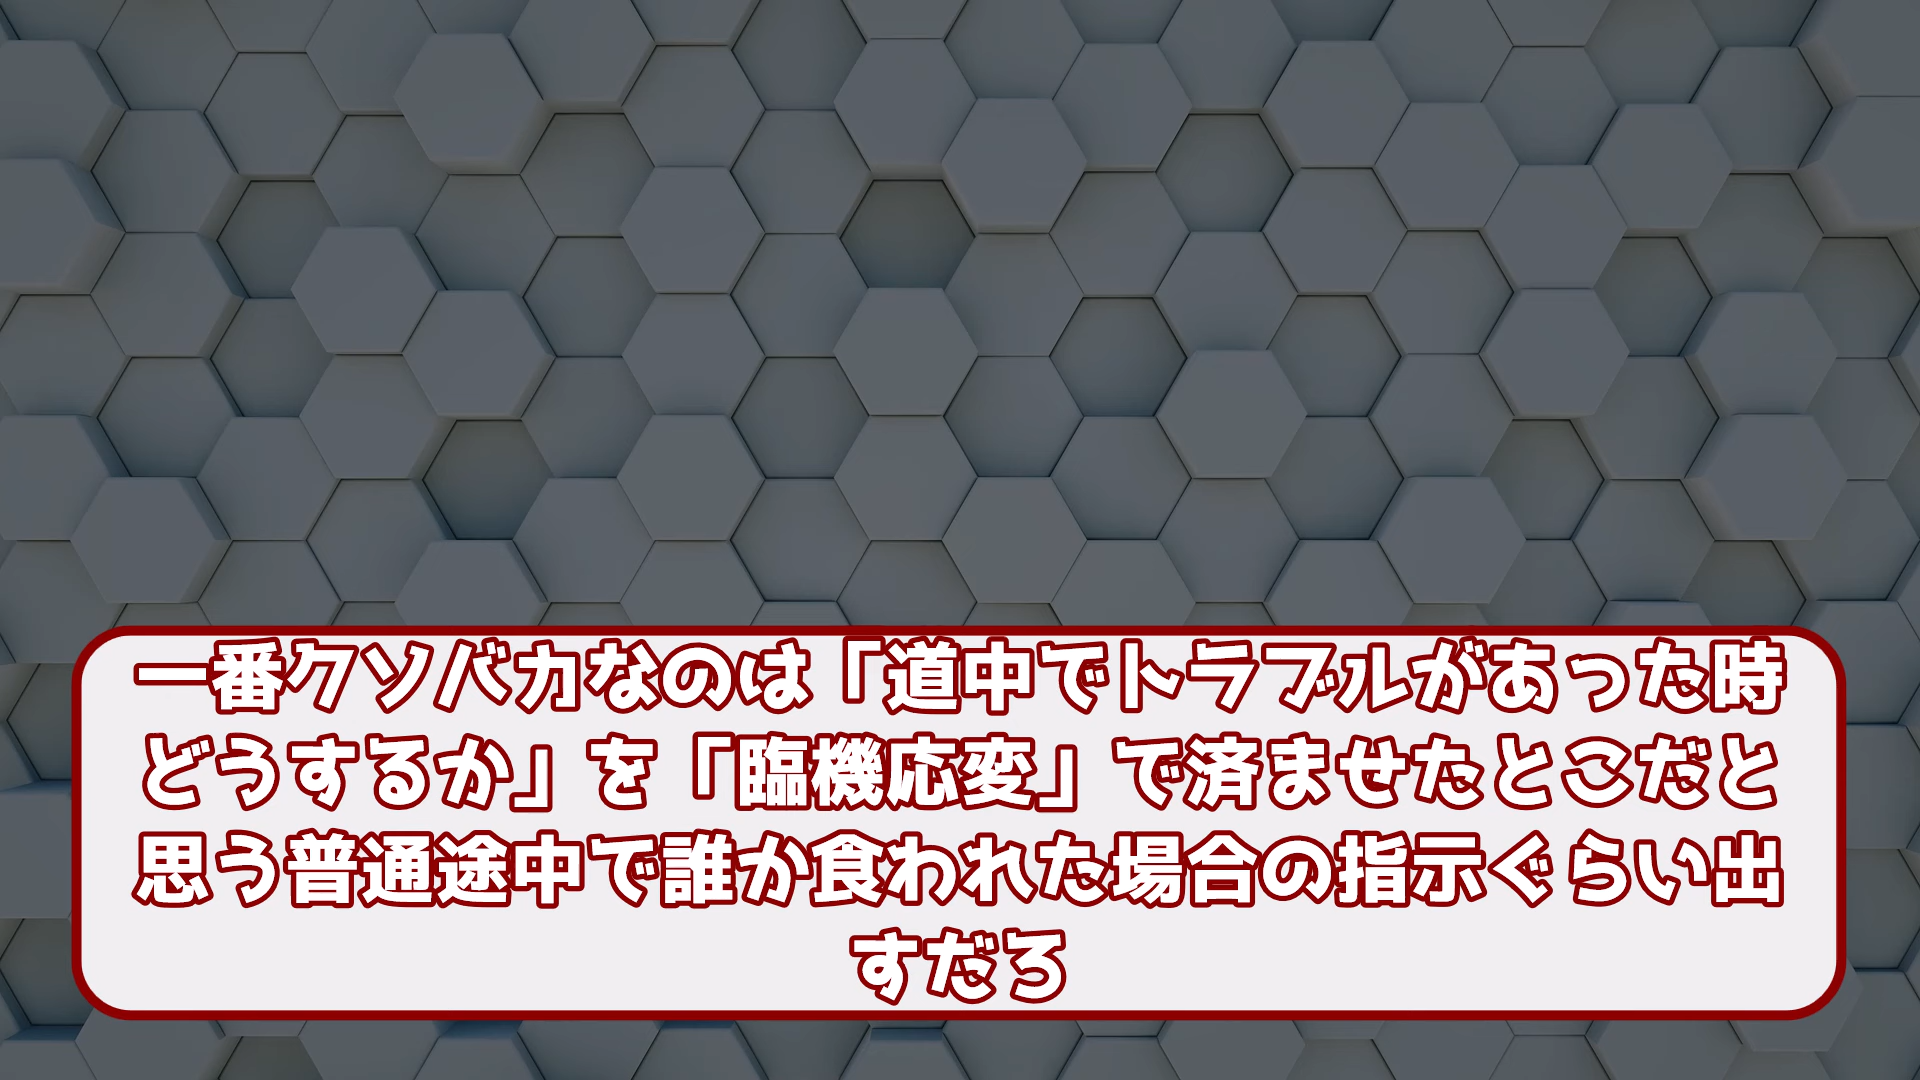 一番クソバカなのは「道中でトラブルがあった時
どうするか」を「臨機応変」で済ませたとこだと
思う普通途中で誰か食われた場合の指示ぐらい出
すだろ